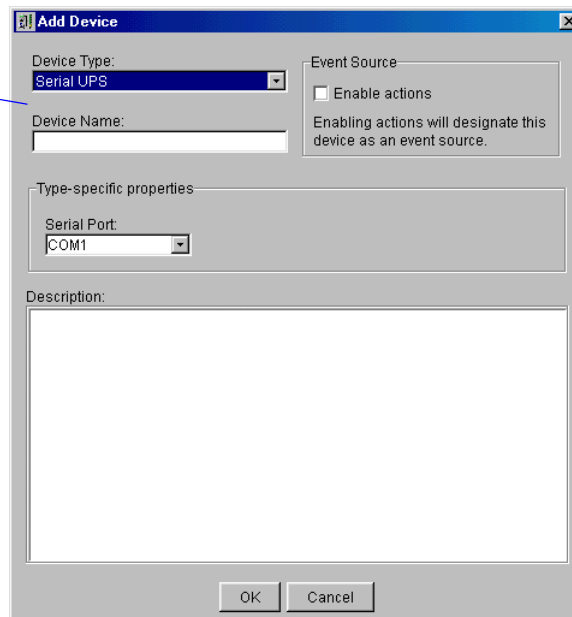 Add Device
Device Type:
Serial UPS
Device Name:
Event Source
Enable actions
Enabling actions will designate this
device as an event source.
Type-specific properties
Serial Port:
COM1
Description:
OK
Cancel